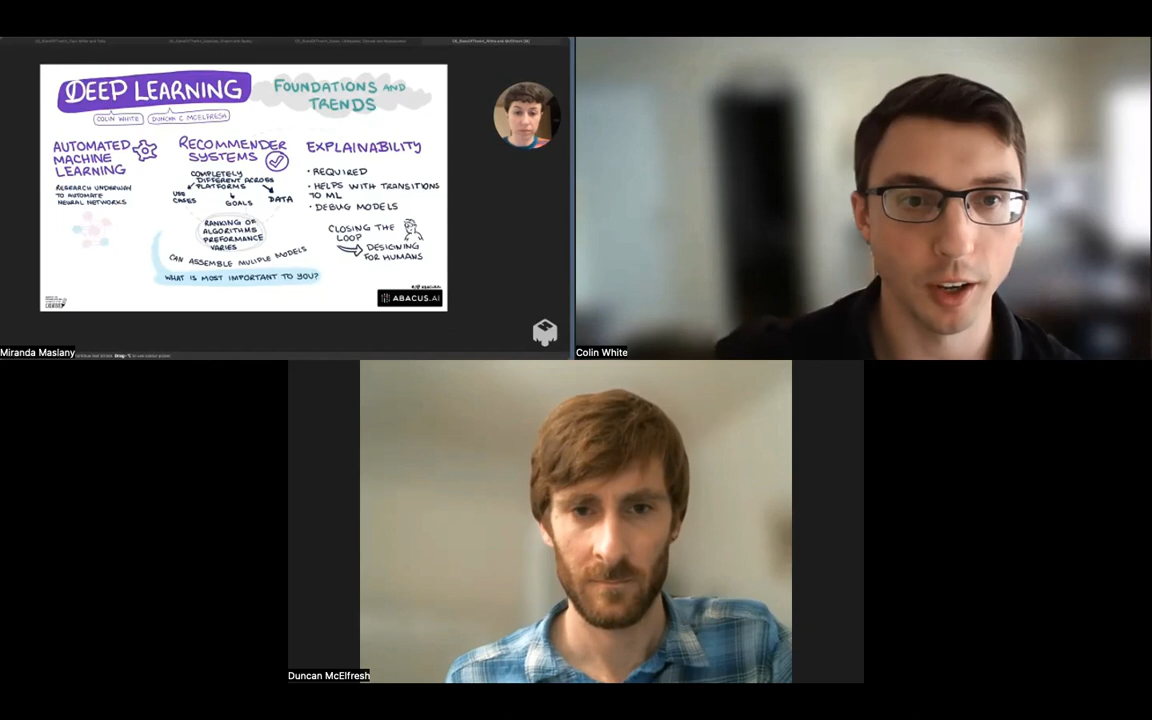 DEEP LEARNING
FOUNDATIONS AND
TRENDS
COLIN WHITE
DUNCAN C MCELFRESH
AUTOMATED
MACHINE
LEARNING
RESEARCH UNDERWAY
TO AUTOMATE
NEURAL NETWORKS
RECOMMENDER
SYSTEMS
COMPLETELY
DIFFERENT ACROSS
PLATFORMS
USE
CASES
GOALS
DATA
RANKING OF
ALGORITHMS
PREFORMANCE
VARIES
CAN ASSEMBLE MULIPLE MODELS
WHAT IS MOST IMPORTANT TO YOU?
EXPLAINABILITY
• REQUIRED
• HELPS WITH TRANSITIONS
TO ML
• DEBUG MODELS
CLOSING THE
LOOP
DESIGNING
FOR HUMANS
ABACUS.AI
Miranda Maslany
Colin White
Duncan McElfresh